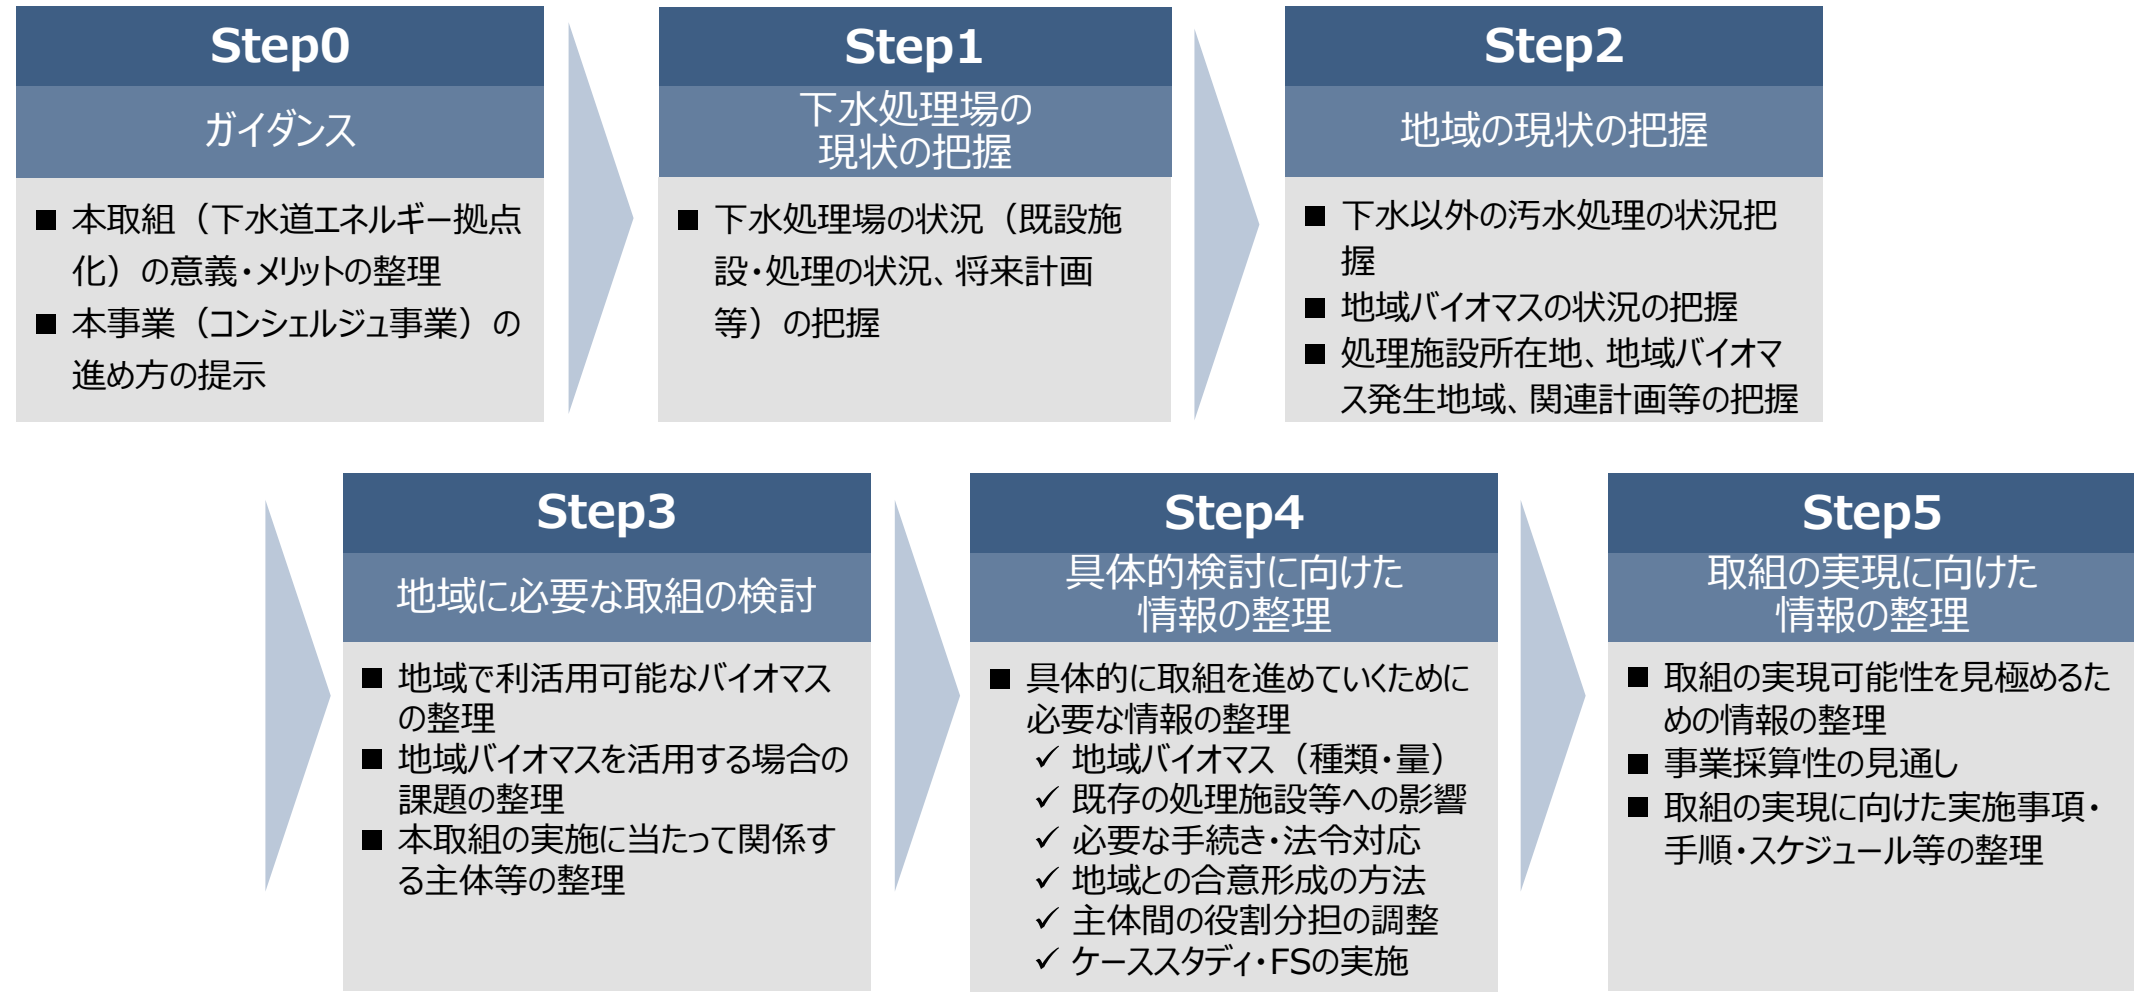 Step0
ガイダンス
■ 本取組（下水道エネルギー拠点
化）の意義・メリットの整理
■ 本事業（コンシェルジュ事業）の
進め方の提示
Step1
下水処理場の
現状の把握
■ 下水処理場の状況（既設施
設・処理の状況、将来計画
等）の把握
Step2
地域の現状の把握
■ 下水以外の汚水処理の状況把
握
■ 地域バイオマスの状況の把握
■ 処理施設所在地、地域バイオマ
ス発生地域、関連計画等の把握
Step3
地域に必要な取組の検討
■ 地域で利活用可能なバイオマス
の整理
■ 地域バイオマスを活用する場合の
課題の整理
■ 本取組の実施に当たって関係す
る主体等の整理
Step4
具体的検討に向けた
情報の整理
■ 具体的に取組を進めていくために
必要な情報の整理
✓ 地域バイオマス（種類・量）
✓ 既存の処理施設等への影響
✓ 必要な手続き・法令対応
✓ 地域との合意形成の方法
✓ 主体間の役割分担の調整
✓ ケーススタディ・FSの実施
Step5
取組の実現に向けた
情報の整理
■ 取組の実現可能性を見極めるた
めの情報の整理
■ 事業採算性の見通し
■ 取組の実現に向けた実施事項・
手順・スケジュール等の整理